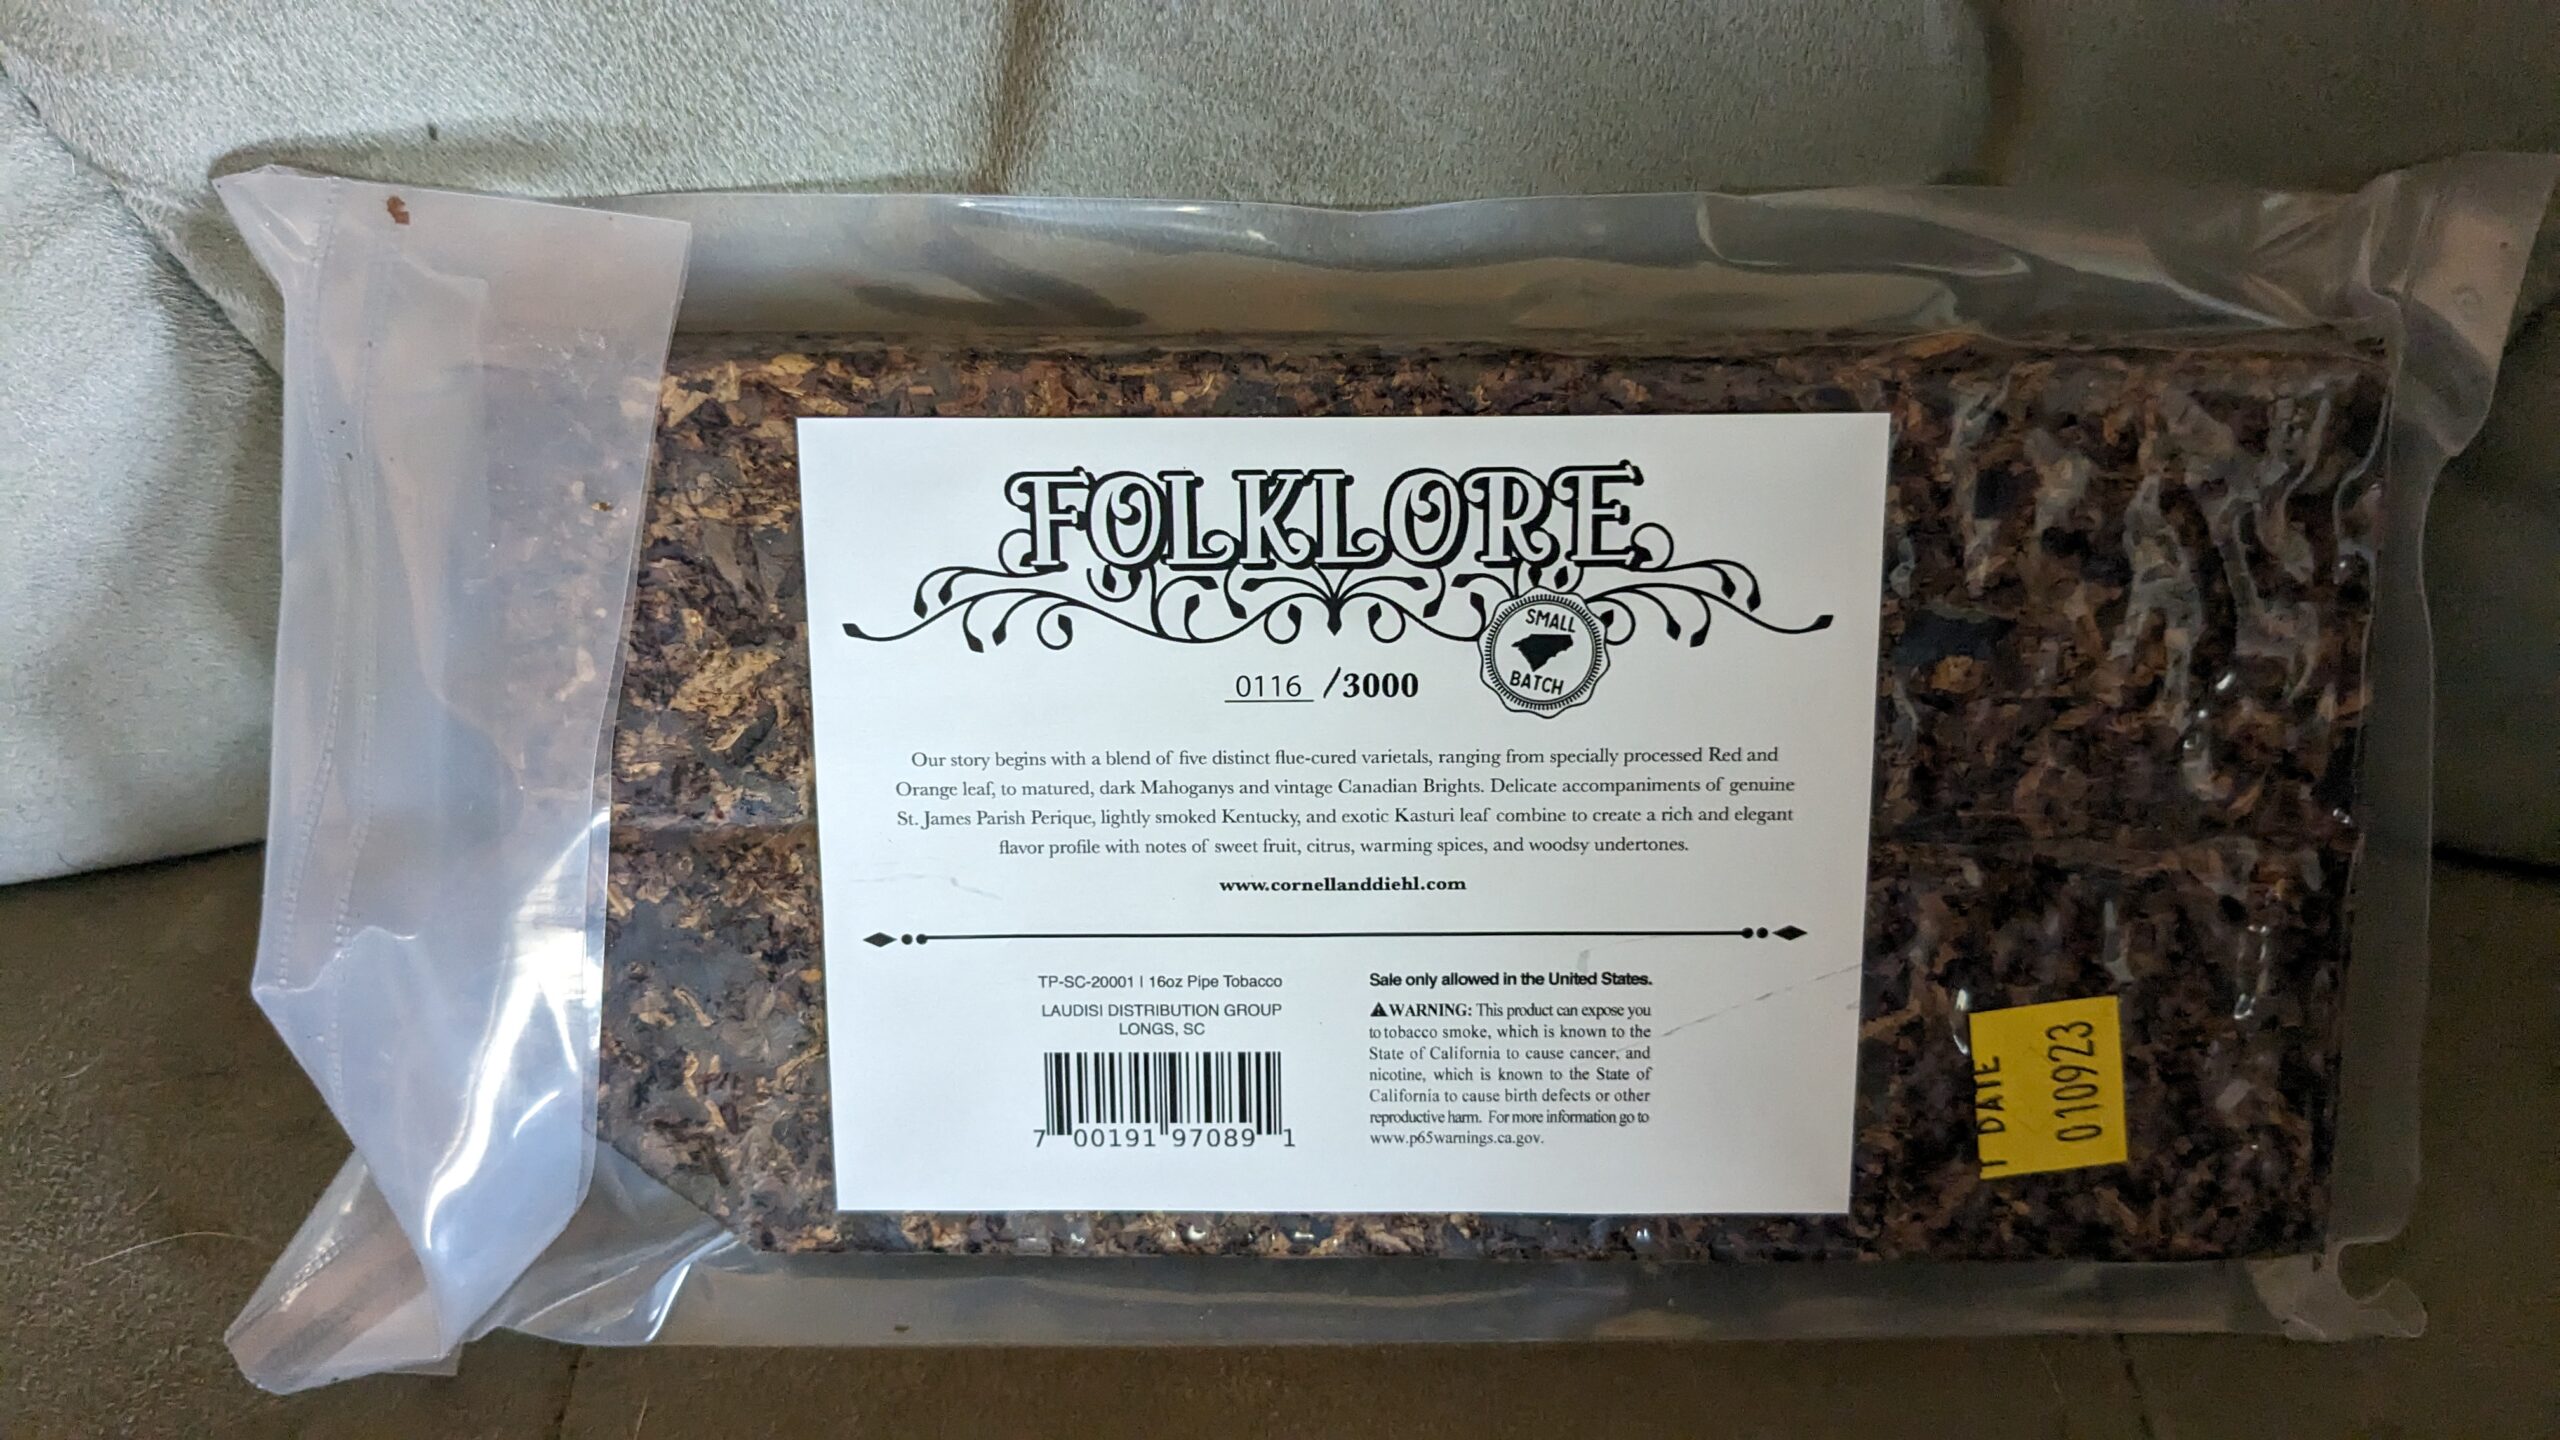 FOLKLORE
SMALL
BATCH
0116 /3000
Our story begins with a blend of five distinct flue-cured varietals, ranging from specially processed Red and
Orange leaf, to matured, dark Mahoganys and vintage Canadian Brights. Delicate accompaniments of genuine
St. James Parish Perique, lightly smoked Kentucky, and exotic Kasturi leaf combine to create a rich and elegant
flavor profile with notes of sweet fruit, citrus, warming spices, and woodsy undertones.
www.cornellanddiehl.com
TP-SC-20001 | 16oz Pipe Tobacco
LAUDISI DISTRIBUTION GROUP
LONGS, SC
7 00191 97089 1
Sale only allowed in the United States.
⚠WARNING: This product can expose you
to tobacco smoke, which is known to the
State of California to cause cancer, and
nicotine, which is known to the State of
California to cause birth defects or other
reproductive harm. For more information go to
www.p65warnings.ca.gov.
T DATE
010923